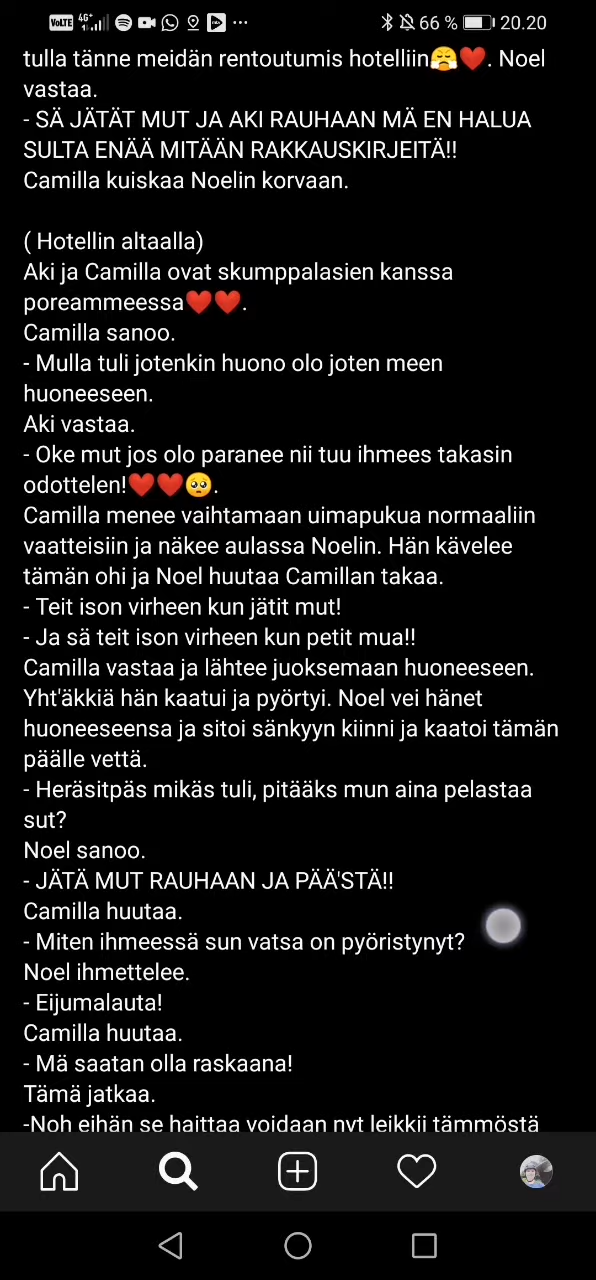 VoLTE 4G+ 66 % 20.20
tulla tänne meidän rentoutumis hotelliin😤❤️. Noel
vastaa.
- SÄ JÄTÄT MUT JA AKI RAUHAAN MÄ EN HALUA
SULTA ENÄÄ MITÄÄN RAKKAUSKIRJEITÄ!!
Camilla kuiskaa Noelin korvaan.
( Hotellin altaalla)
Aki ja Camilla ovat skumppalasien kanssa
poreammeessa❤️❤️.
Camilla sanoo.
- Mulla tuli jotenkin huono olo joten meen
huoneeseen.
Aki vastaa.
- Oke mut jos olo paranee nii tuu ihmees takasin
odottelen!❤️❤️🥺.
Camilla menee vaihtamaan uimapukua normaaliin
vaatteisiin ja näkee aulassa Noelin. Hän kävelee
tämän ohi ja Noel huutaa Camillan takaa.
- Teit ison virheen kun jätit mut!
- Ja sä teit ison virheen kun petit mua!!
Camilla vastaa ja lähtee juoksemaan huoneeseen.
Yht'äkkiä hän kaatui ja pyörtyi. Noel vei hänet
huoneeseensa ja sitoi sänkyyn kiinni ja kaatoi tämän
päälle vettä.
- Heräsitpäs mikäs tuli, pitääks mun aina pelastaa
sut?
Noel sanoo.
- JÄTÄ MUT RAUHAAN JA PÄÄ'STÄ!!
Camilla huutaa.
- Miten ihmeessä sun vatsa on pyöristynyt?
Noel ihmettelee.
- Eijumalauta!
Camilla huutaa.
- Mä saatan olla raskaana!
Tämä jatkaa.
-Noh eihän se haittaa voidaan nyt leikkii tämmöstä